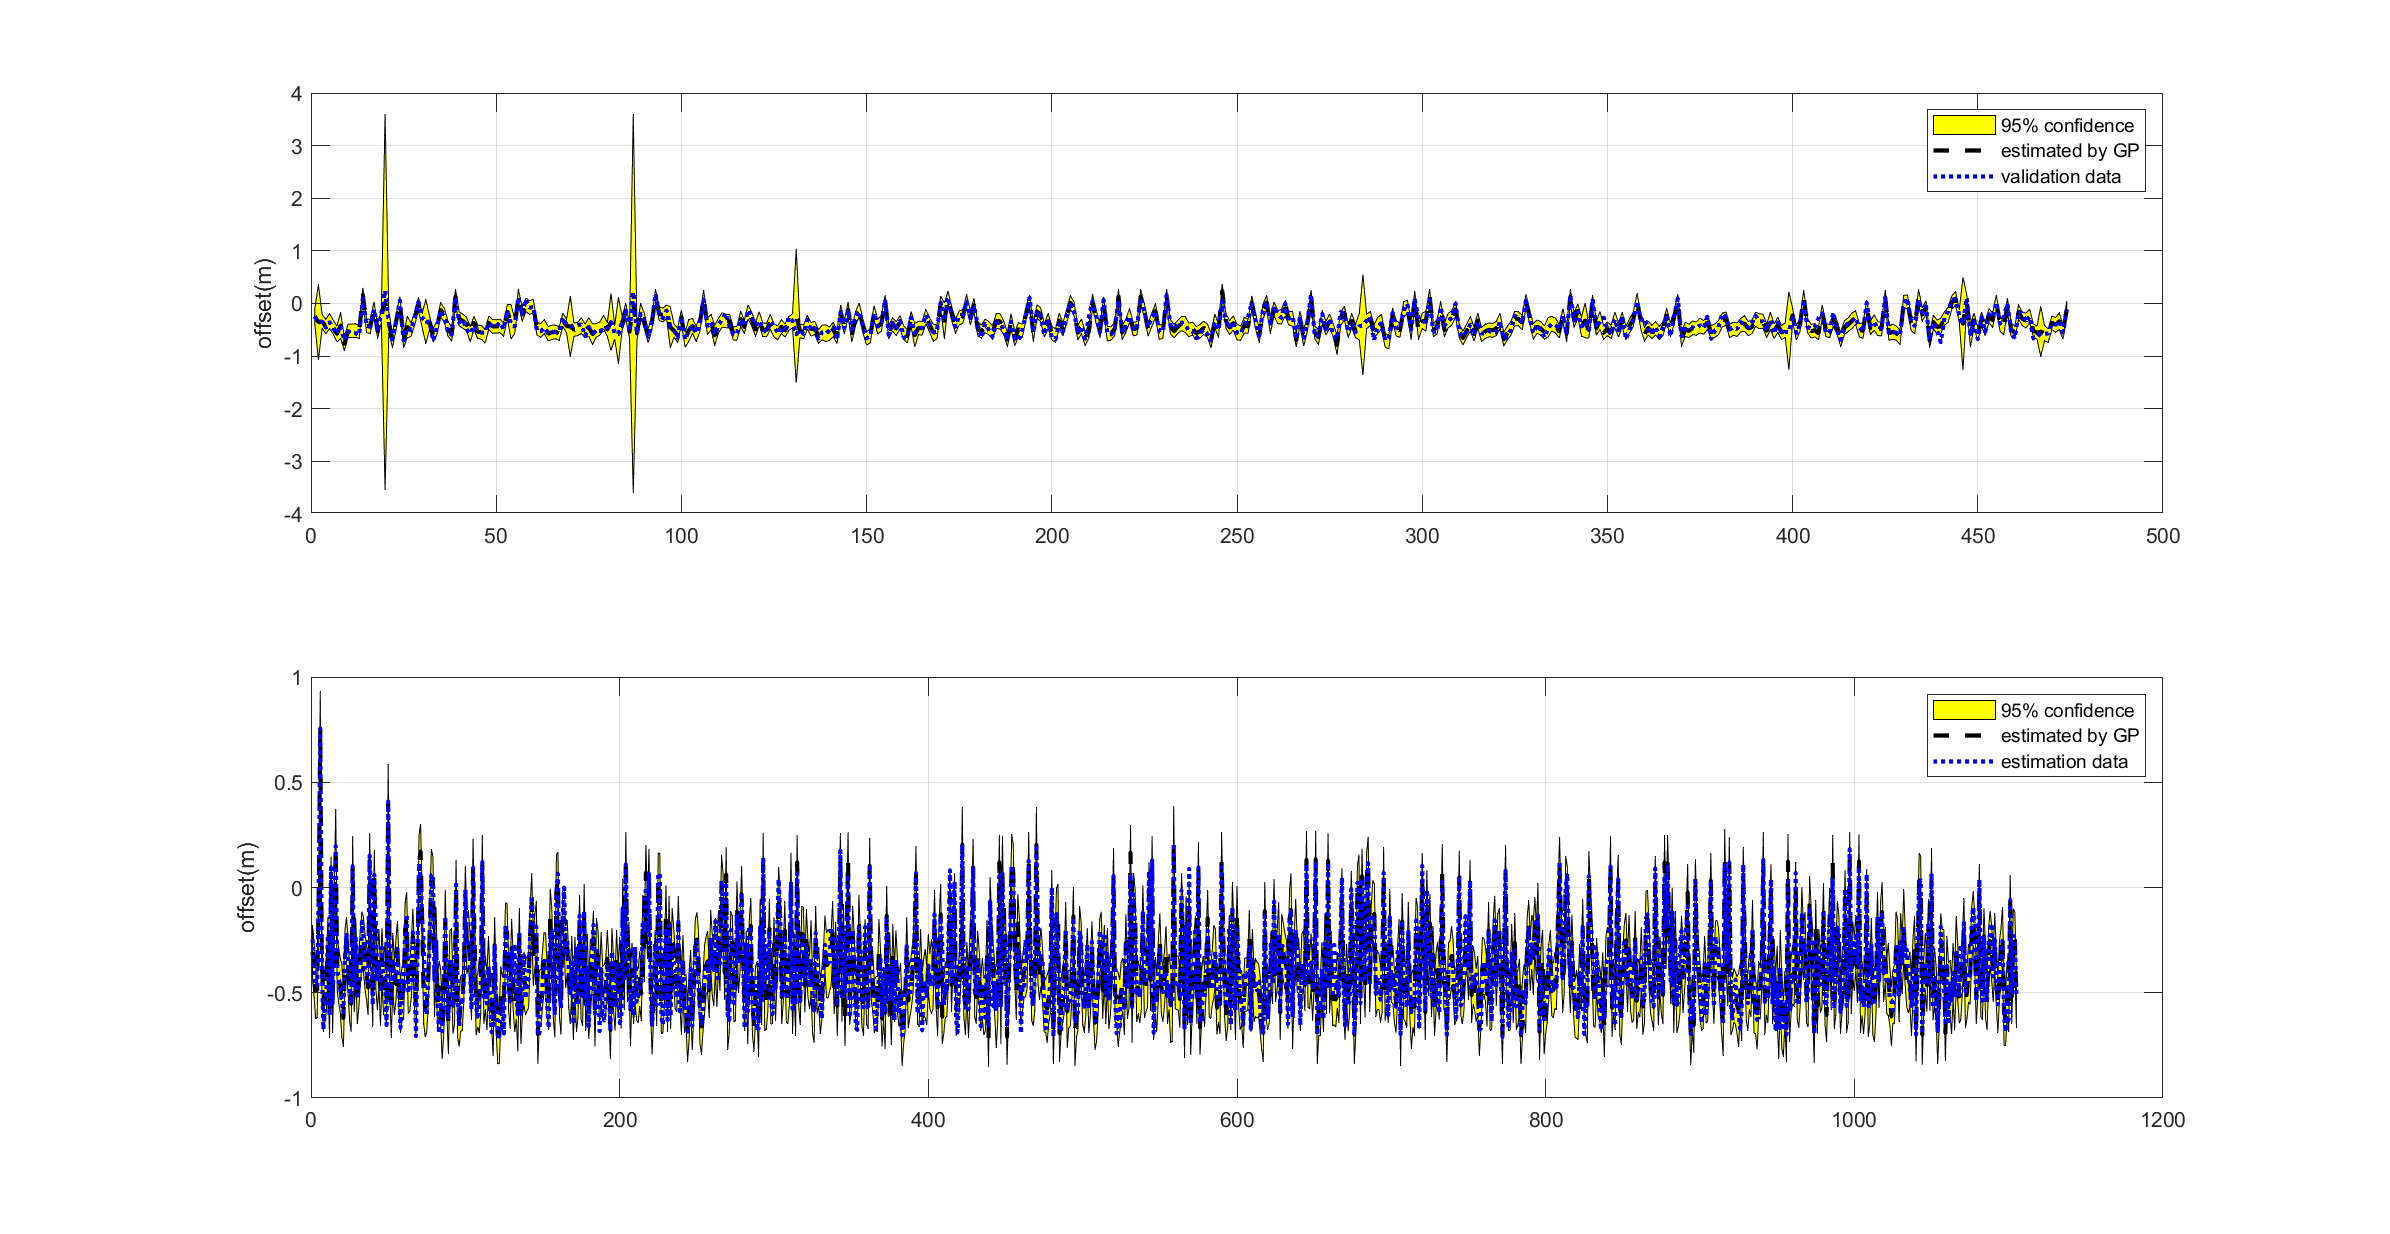 4
3
2
1
0
-1
-2
-3
-4
offset(m)
0 50 100 150 200 250 300 350 400 450 500
95% confidence
estimated by GP
validation data
1
0.5
0
-0.5
-1
offset(m)
0 200 400 600 800 1000 1200
95% confidence
estimated by GP
estimation data